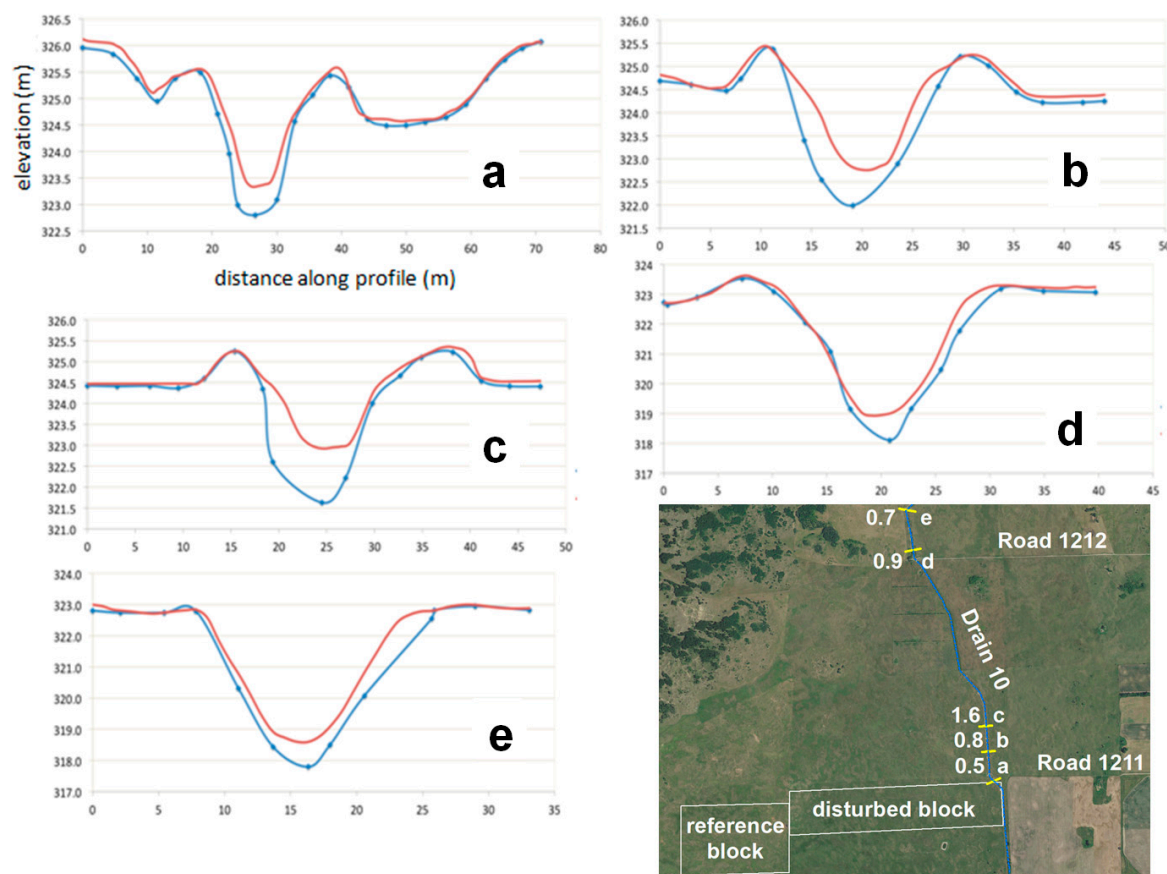 326.5
326.0
325.5
325.0
324.5
324.0
323.5
323.0
322.5
elevation (m)
0 10 20 30 40 50 60 70 80
distance along profile (m)
a
326.0
325.5
325.0
324.5
324.0
323.5
323.0
322.5
322.0
321.5
0 5 10 15 20 25 30 35 40 45 50
b
326.0
325.5
325.0
324.5
324.0
323.5
323.0
322.5
322.0
321.5
321.0
0 5 10 15 20 25 30 35 40 45 50
c
324
323
322
321
320
319
318
317
0 5 10 15 20 25 30 35 40 45
d
324.0
323.0
322.0
321.0
320.0
319.0
318.0
317.0
0 5 10 15 20 25 30 35
e
0.7 e
Road 1212
0.9 d
Drain 10
1.6 c
0.8 b
0.5 a
Road 1211
disturbed block
reference
block